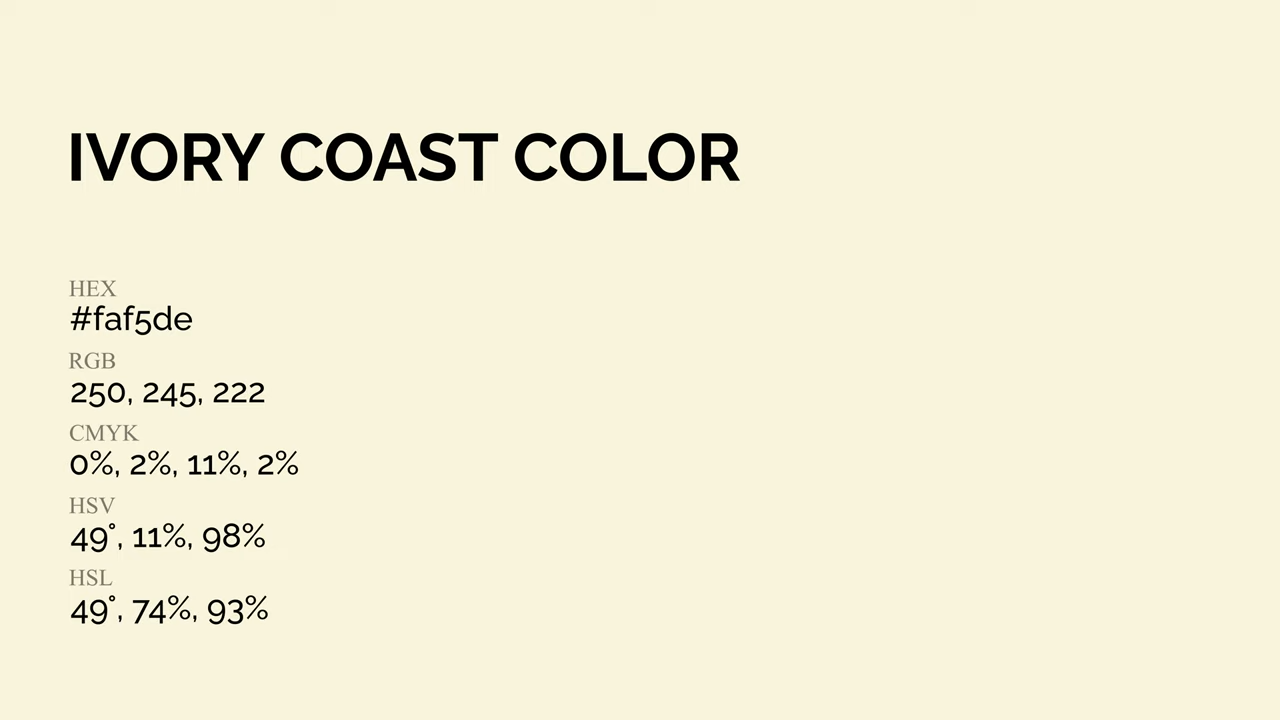 IVORY COAST COLOR
HEX
#faf5de
RGB
250, 245, 222
CMYK
0%, 2%, 11%, 2%
HSV
49°, 11%, 98%
HSL
49°, 74%, 93%